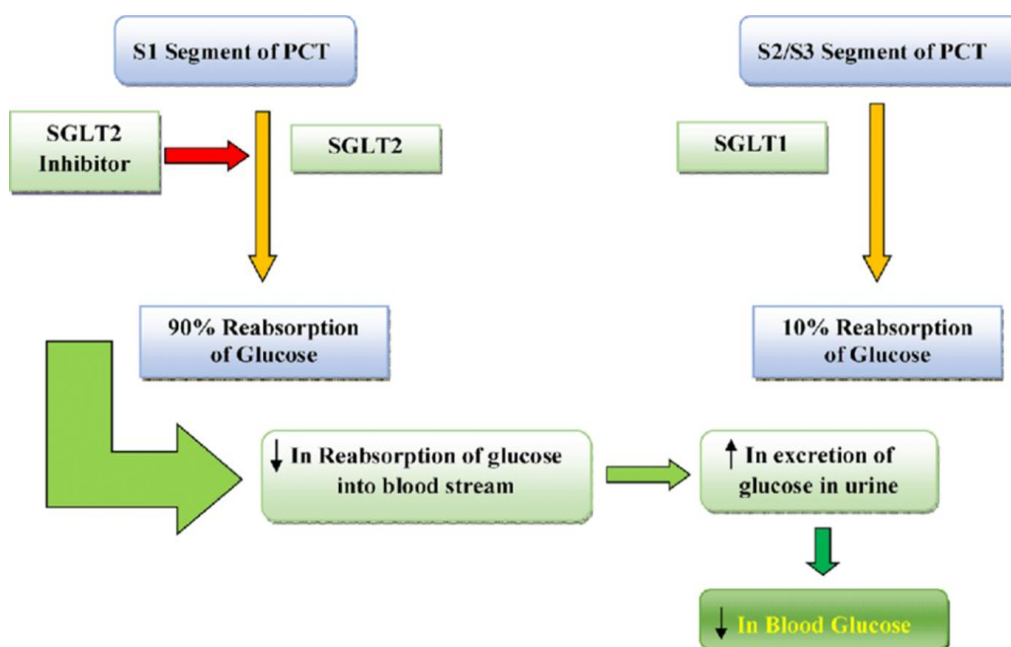 S1 Segment of PCT
S2/S3 Segment of PCT
SGLT2
Inhibitor
SGLT2
SGLT1
90% Reabsorption
of Glucose
10% Reabsorption
of Glucose
↓ In Reabsorption of glucose
into blood stream
↑ In excretion of
glucose in urine
↓ In Blood Glucose